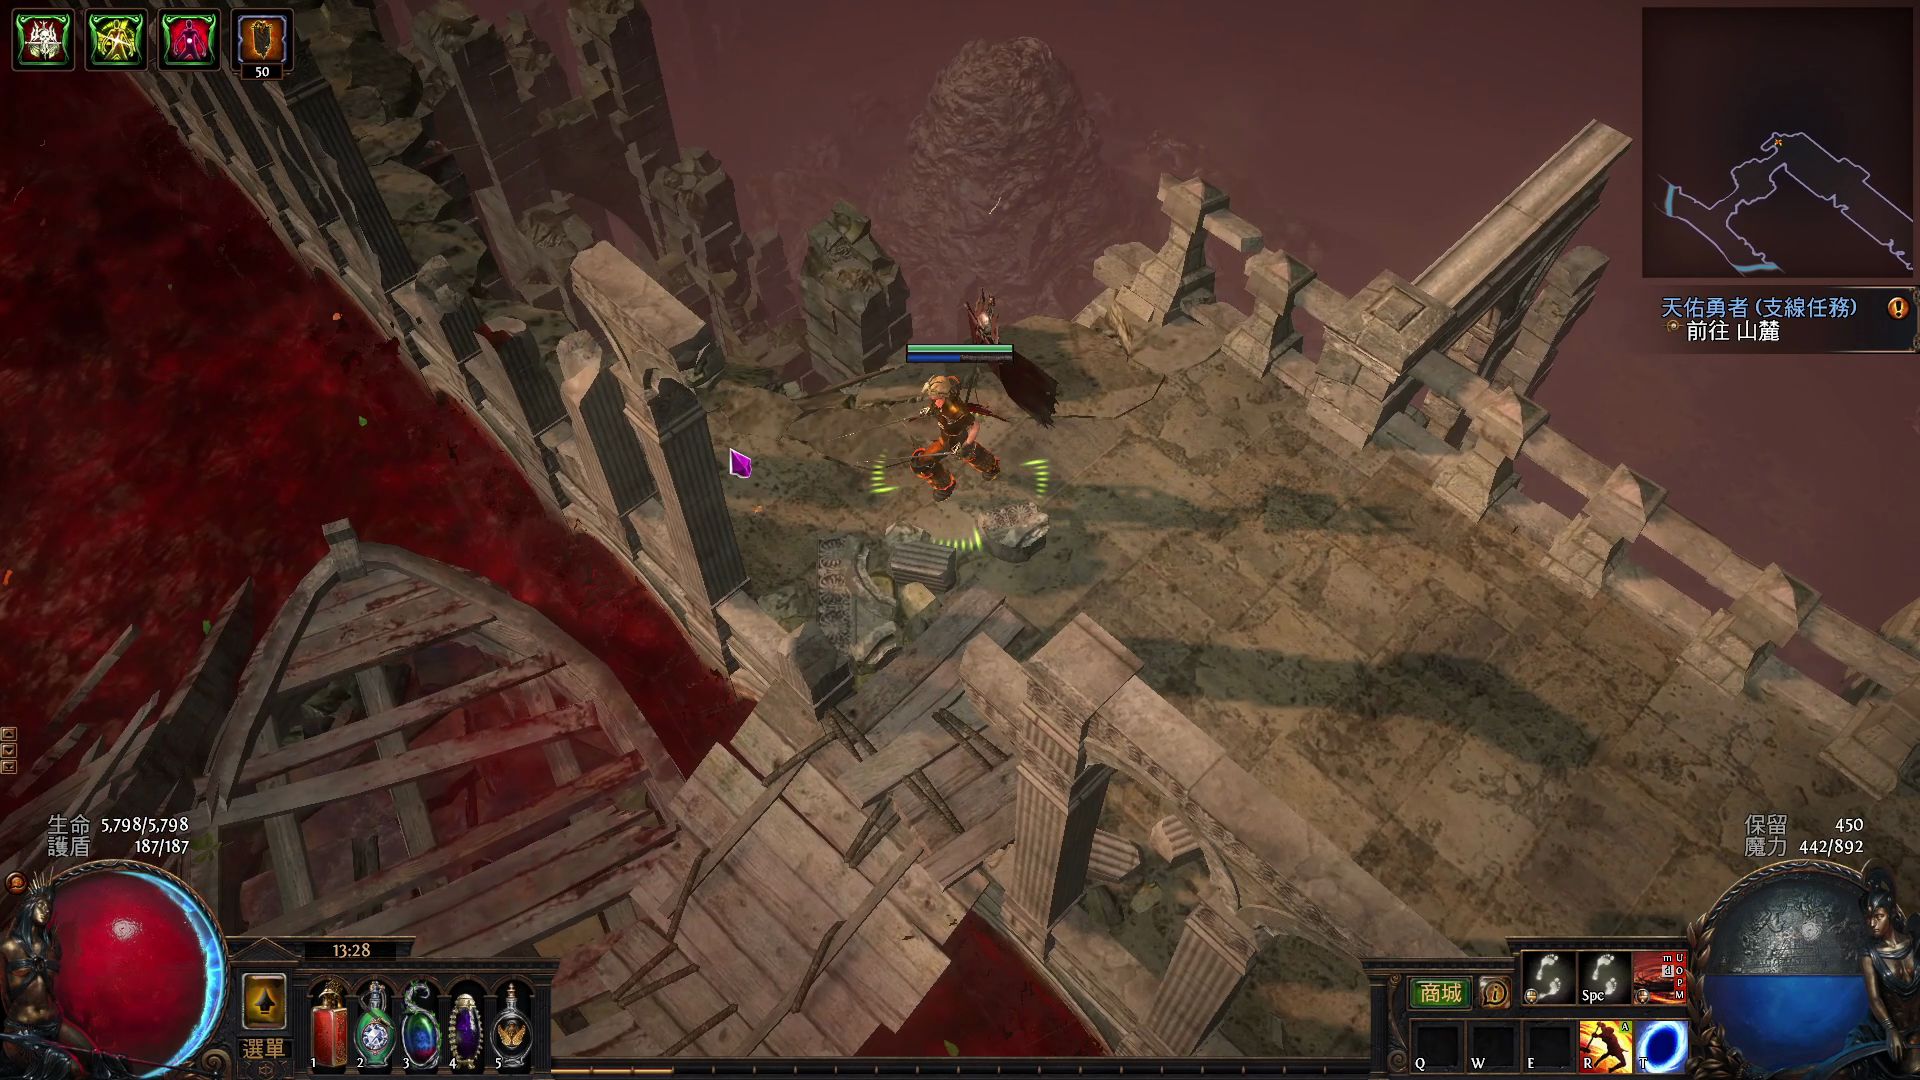 50
天佑勇者 (支線任務)
前往 山麓
生命 5,798/5,798
護盾 187/187
保留 450
魔力 442/892
13:28
選單
1
2
3
4
5
商城
Spc
Q
W
E
R
A
T